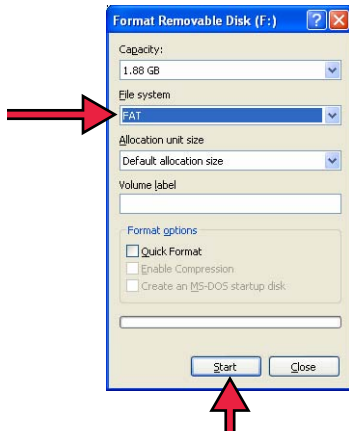 Format Removable Disk (F:)
Capacity:
1.88 GB
File system
FAT
Allocation unit size
Default allocation size
Volume label
Format options
Quick Format
Enable Compression
Create an MS-DOS startup disk
Start Close